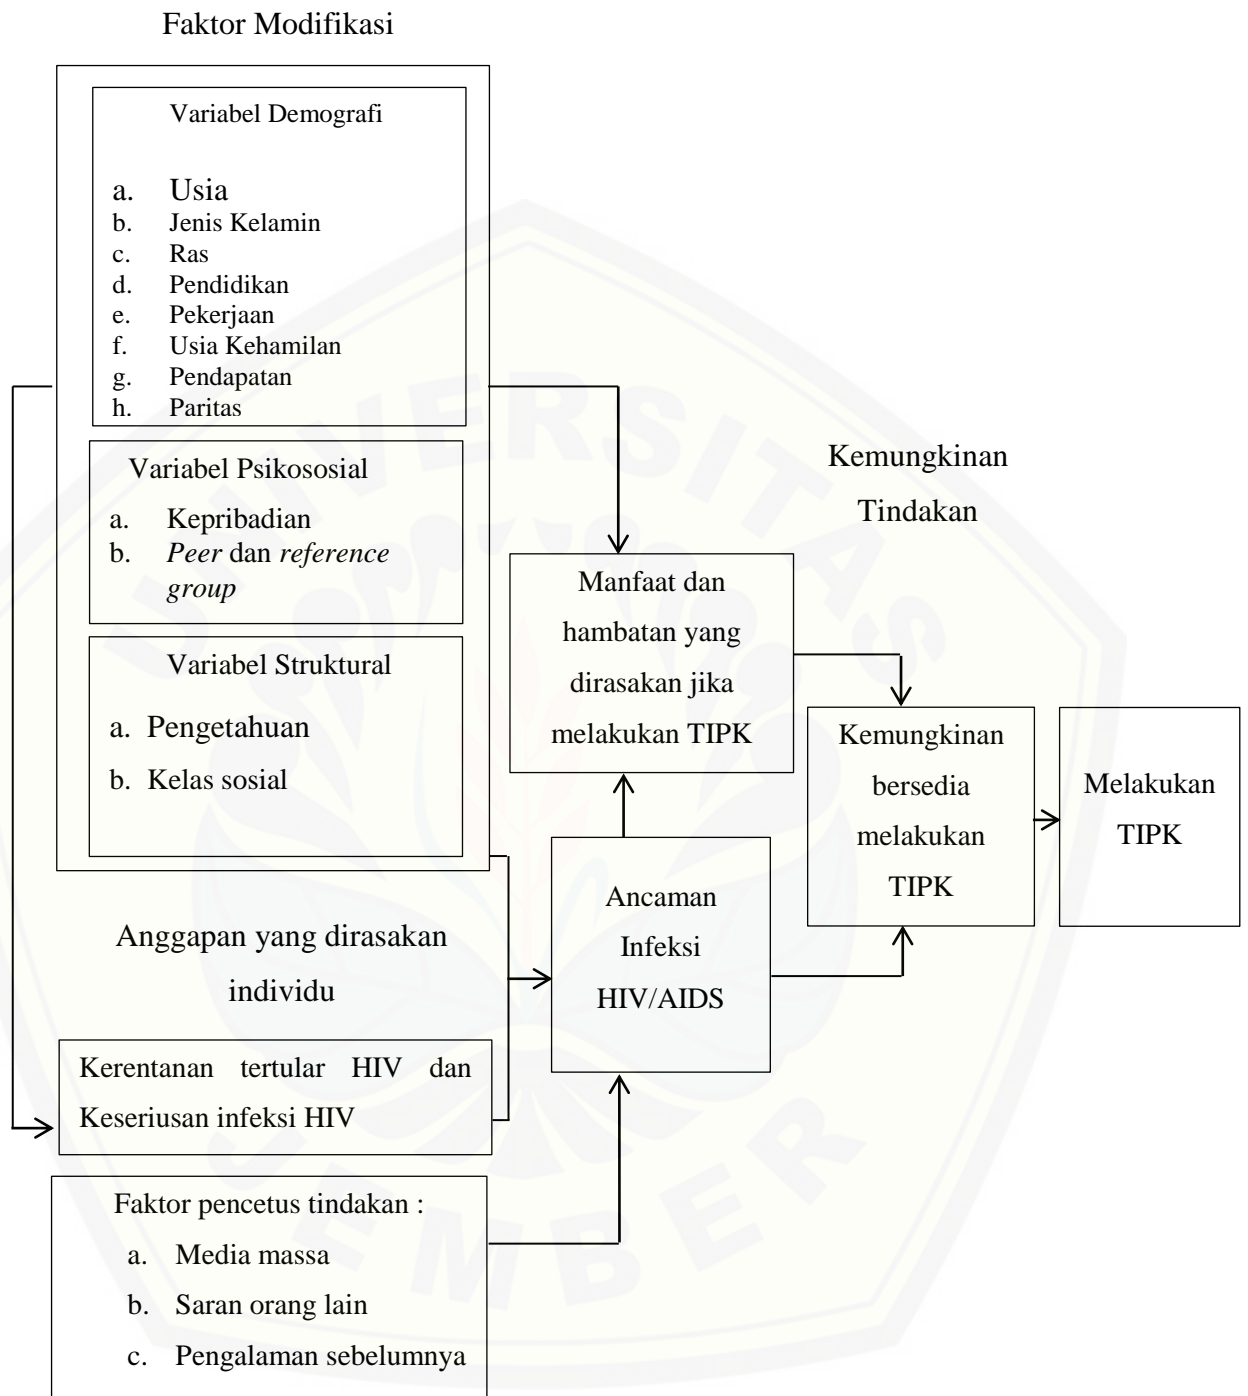 Faktor Modifikasi
Variabel Demografi
a. Usia
b. Jenis Kelamin
c. Ras
d. Pendidikan
e. Pekerjaan
f. Usia Kehamilan
g. Pendapatan
h. Paritas
Variabel Psikososial
a. Kepribadian
b. Peer dan reference
group
Variabel Struktural
a. Pengetahuan
b. Kelas sosial
Anggapan yang dirasakan
individu
Kerentanan tertular HIV dan
Keseriusan infeksi HIV
Faktor pencetus tindakan :
a. Media massa
b. Saran orang lain
c. Pengalaman sebelumnya
Manfaat dan
hambatan yang
dirasakan jika
melakukan TIPK
Ancaman
Infeksi
HIV/AIDS
Kemungkinan
Tindakan
Kemungkinan
bersedia
melakukan
TIPK
Melakukan
TIPK
UNIVERSITAS
JEMBER